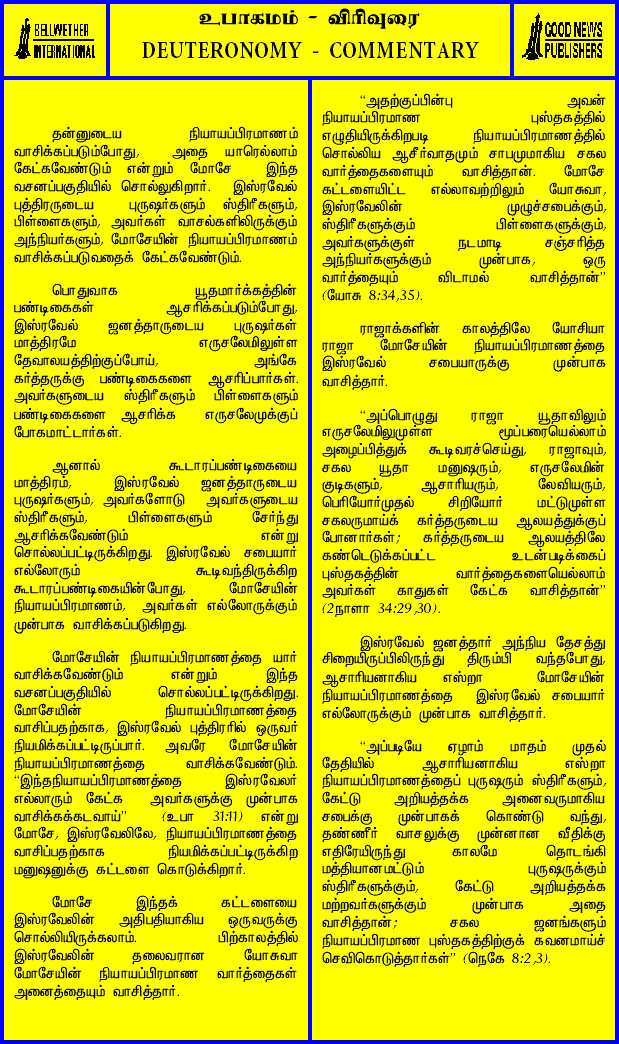 BELLWETHER
INTERNATIONAL
உபாகமம் - விரிவுரை
DEUTERONOMY - COMMENTARY
GOOD NEWS
PUBLISHERS
தன்னுடைய நியாயப்பிரமாணம்
வாசிக்கப்படும்போது, அதை யாரெல்லாம்
கேட்கவேண்டும் என்றும் மோசே இந்த
வசனப்பகுதியில் சொல்லுகிறார். இஸ்ரவேல்
புத்திரருடைய புருஷர்களும் ஸ்திரீகளும்,
பிள்ளைகளும், அவர்கள் வாசல்களிலிருக்கும்
அந்நியர்களும், மோசேயின் நியாயப்பிரமாணம்
வாசிக்கப்படுவதைக் கேட்கவேண்டும்.
பொதுவாக யூதமார்க்கத்தின்
பண்டிகைகள் ஆசரிக்கப்படும்போது,
இஸ்ரவேல் ஜனத்தாருடைய புருஷர்கள்
மாத்திரமே எருசலேமிலுள்ள
தேவாலயத்திற்குப்போய், அங்கே
கர்த்தருக்கு பண்டிகைகளை ஆசரிப்பார்கள்.
அவர்களுடைய ஸ்திரீகளும் பிள்ளைகளும்
பண்டிகைகளை ஆசரிக்க எருசலேமுக்குப்
போகமாட்டார்கள்.
ஆனால் கூடாரப்பண்டிகையை
மாத்திரம், இஸ்ரவேல் ஜனத்தாருடைய
புருஷர்களும், அவர்களோடு அவர்களுடைய
ஸ்திரீகளும், பிள்ளைகளும் சேர்ந்து
ஆசரிக்கவேண்டும் என்று
சொல்லப்பட்டிருக்கிறது. இஸ்ரவேல் சபையார்
எல்லோரும் கூடிவந்திருக்கிற
கூடாரப்பண்டிகையின்போது, மோசேயின்
நியாயப்பிரமாணம், அவர்கள் எல்லோருக்கும்
முன்பாக வாசிக்கப்படுகிறது.
மோசேயின் நியாயப்பிரமாணத்தை யார்
வாசிக்கவேண்டும் என்றும் இந்த
வசனப்பகுதியில் சொல்லப்பட்டிருக்கிறது.
மோசேயின் நியாயப்பிரமாணத்தை
வாசிப்பதற்காக, இஸ்ரவேல் புத்திரரில் ஒருவர்
நியமிக்கப்பட்டிருப்பார். அவரே மோசேயின்
நியாயப்பிரமாணத்தை வாசிக்கவேண்டும்.
“இந்தநியாயப்பிரமாணத்தை இஸ்ரவேலர்
எல்லாரும் கேட்க அவர்களுக்கு முன்பாக
வாசிக்கக்கடவாய்” (உபா 31:11) என்று
மோசே, இஸ்ரவேலிலே, நியாயப்பிரமாணத்தை
வாசிப்பதற்காக நியமிக்கப்பட்டிருக்கிற
மனுஷனுக்கு கட்டளை கொடுக்கிறார்.
மோசே இந்தக் கட்டளையை
இஸ்ரவேலின் அதிபதியாகிய ஒருவருக்கு
சொல்லியிருக்கலாம். பிற்காலத்தில்
இஸ்ரவேலின் தலைவரான யோசுவா
மோசேயின் நியாயப்பிரமாண வார்த்தைகள்
அனைத்தையும் வாசித்தார்.
“அதற்குப்பின்பு அவன்
நியாயப்பிரமாண புஸ்தகத்தில்
எழுதியிருக்கிறபடி நியாயப்பிரமாணத்தில்
சொல்லிய ஆசீர்வாதமும் சாபமுமாகிய சகல
வார்த்தைகளையும் வாசித்தான். மோசே
கட்டளையிட்ட எல்லாவற்றிலும் யோசுவா,
இஸ்ரவேலின் முழுச்சபைக்கும்,
ஸ்திரீகளுக்கும் பிள்ளைகளுக்கும்,
அவர்களுக்குள் நடமாடி சஞ்சரித்த
அந்நியர்களுக்கும் முன்பாக, ஒரு
வார்த்தையும் விடாமல் வாசித்தான்”
(யோசு 8:34,35).
ராஜாக்களின் காலத்திலே யோசியா
ராஜா மோசேயின் நியாயப்பிரமாணத்தை
இஸ்ரவேல் சபையாருக்கு முன்பாக
வாசித்தார்.
“அப்பொழுது ராஜா யூதாவிலும்
எருசலேமிலுமுள்ள மூப்பரையெல்லாம்
அழைப்பித்துக் கூடிவரச்செய்து, ராஜாவும்,
சகல யூதா மனுஷரும், எருசலேமின்
குடிகளும், ஆசாரியரும், லேவியரும்,
பெரியோர்முதல் சிறியோர் மட்டுமுள்ள
சகலருமாய்க் கர்த்தருடைய ஆலயத்துக்குப்
போனார்கள்; கர்த்தருடைய ஆலயத்திலே
கண்டெடுக்கப்பட்ட உடன்படிக்கைப்
புஸ்தகத்தின் வார்த்தைகளையெல்லாம்
அவர்கள் காதுகள் கேட்க வாசித்தான்”
(2நாளா 34:29,30).
இஸ்ரவேல் ஜனத்தார் அந்நிய தேசத்து
சிறையிருப்பிலிருந்து திரும்பி வந்தபோது,
ஆசாரியனாகிய எஸ்றா மோசேயின்
நியாயப்பிரமாணத்தை இஸ்ரவேல் சபையார்
எல்லோருக்கும் முன்பாக வாசித்தார்.
“அப்படியே ஏழாம் மாதம் முதல்
தேதியில் ஆசாரியனாகிய எஸ்றா
நியாயப்பிரமாணத்தைப் புருஷரும் ஸ்திரீகளும்,
கேட்டு அறியத்தக்க அனைவருமாகிய
சபைக்கு முன்பாகக் கொண்டு வந்து,
தண்ணீர் வாசலுக்கு முன்னான வீதிக்கு
எதிரேயிருந்து காலமே தொடங்கி
மத்தியானமட்டும் புருஷருக்கும்
ஸ்திரீகளுக்கும், கேட்டு அறியத்தக்க
மற்றவர்களுக்கும் முன்பாக அதை
வாசித்தான்; சகல ஜனங்களும்
நியாயப்பிரமாண புஸ்தகத்திற்குக் கவனமாய்ச்
செவிகொடுத்தார்கள்” (நெகே 8:2,3).